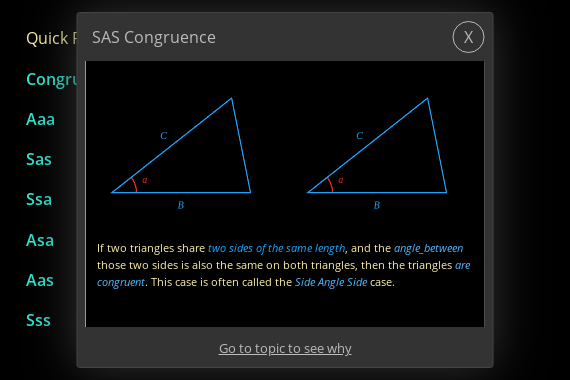 Quick
SAS Congruence
X
Congru
Aaa
Sas
Ssa
Asa
Aas
Sss
C
a
B
C
a
B
If two triangles share two sides of the same length, and the angle_between
those two sides is also the same on both triangles, then the triangles are
congruent. This case is often called the Side Angle Side case.
Go to topic to see why